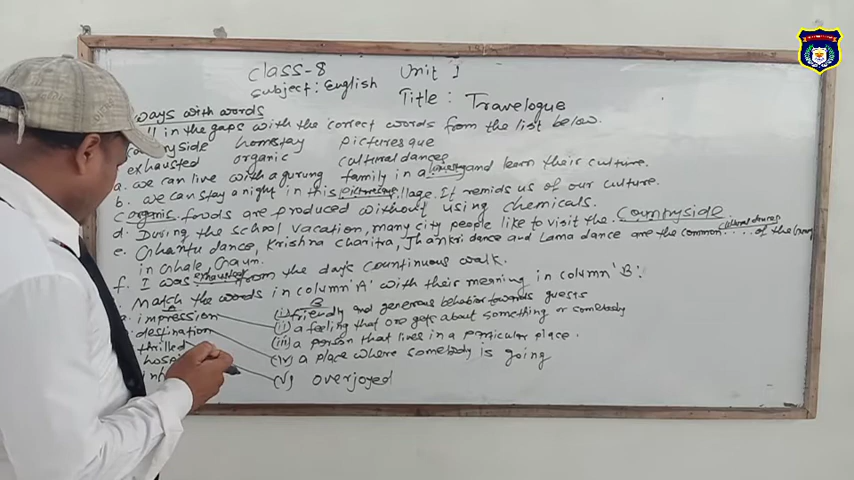 Class-8 Unit 1
Subject: English
Title: Travelogue
ways with words
ll in the gaps with the correct words from the list below.
yside homstay picturesque
exhausted organic cultural dances
a. we can live with a gurung family in a and learn their culture.
b. we can stay a night in this llage. It remids us of our culture.
c organis foods are produced without using chemicals.
d. During the school vacation, many city people like to visit the Countryside.
e. Ghantu dance, Krishna charitra, Jhankri dance and Lama dance are the common cultural dances .... of the
in Ghale Gaun.
f. I was exhausted from the day's countinuous walk.
Match the words in column 'A' with their meaning in column 'B'.
A B
impression (i) friendly and generous behavior towards guests
destination (ii) a feeling that one gets about something or somebody
thrilled (iii) a person that lives in a particular place.
hosp (iv) a place where somebody is going
(v) overjoyed